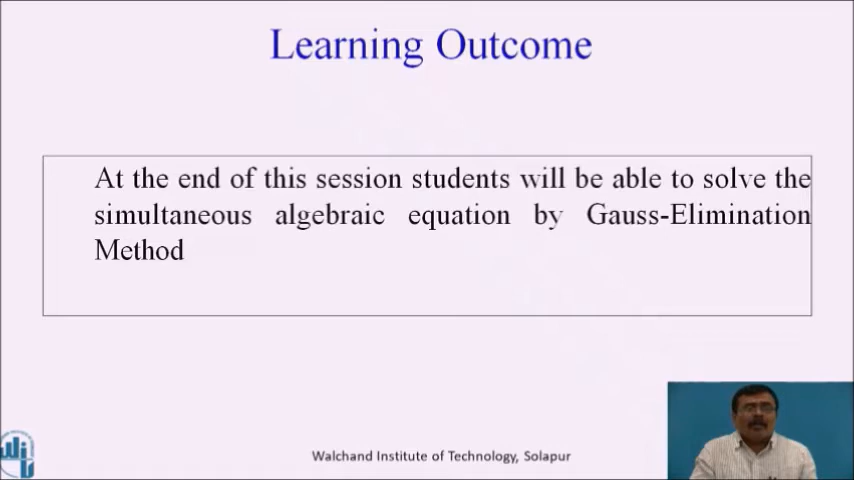 Learning Outcome
At the end of this session students will be able to solve the
simultaneous algebraic equation by Gauss-Elimination
Method
Walchand Institute of Technology, Solapur